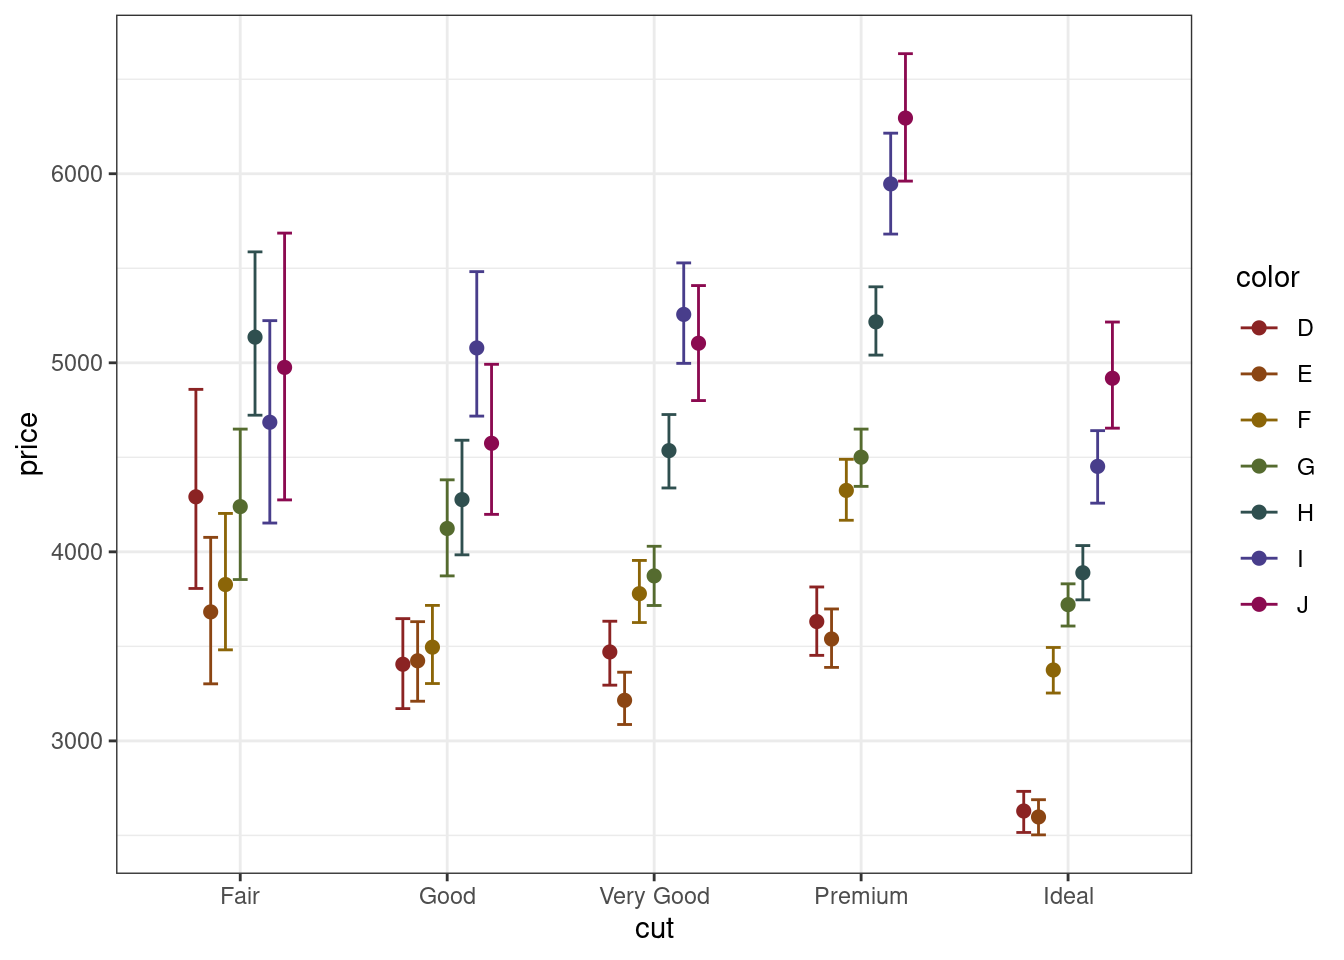 price
6000
5000
4000
3000
Fair
Good
Very Good
Premium
Ideal
cut
color
D
E
F
G
H
I
J